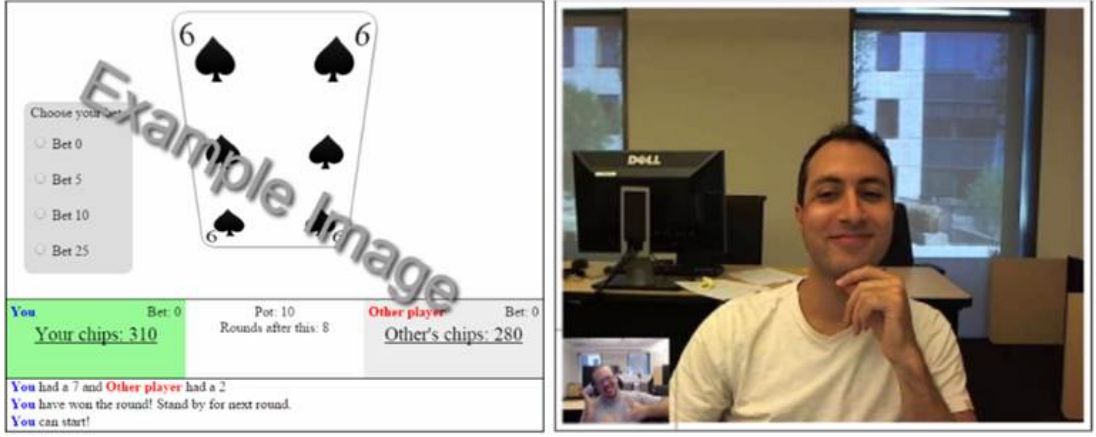 6 6
Choose your bet
Bet 0
Bet 5
Bet 10
Bet 25
Example Image
6 6
You Bet: 0
Your chips: 310
Pot: 10
Rounds after this: 8
Other player Bet: 0
Other's chips: 280
You had a 7 and Other player had a 2
You have won the round! Stand by for next round.
You can start!
DELL